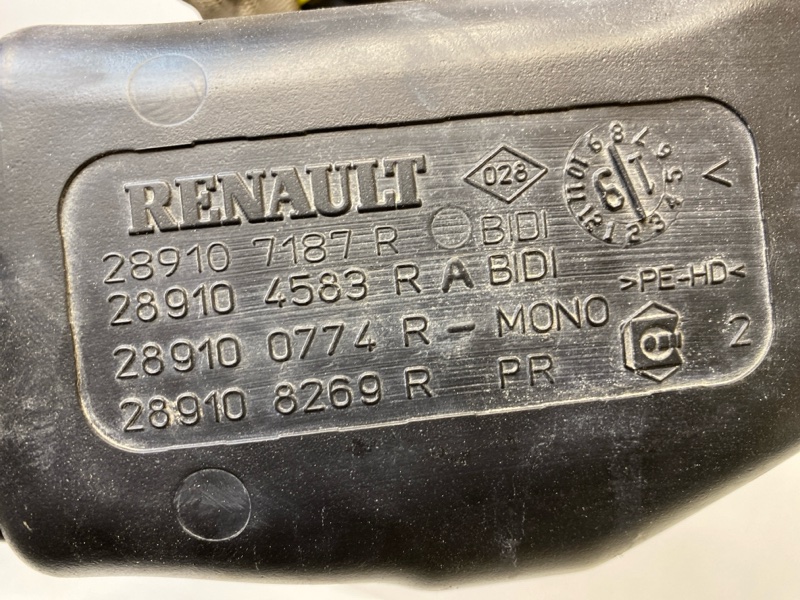 RENAULT
028
28910 7187 R BIDI
28910 4583 R A BIDI
28910 0774 R - MONO
28910 8269 R PR
>PE-HD<
2